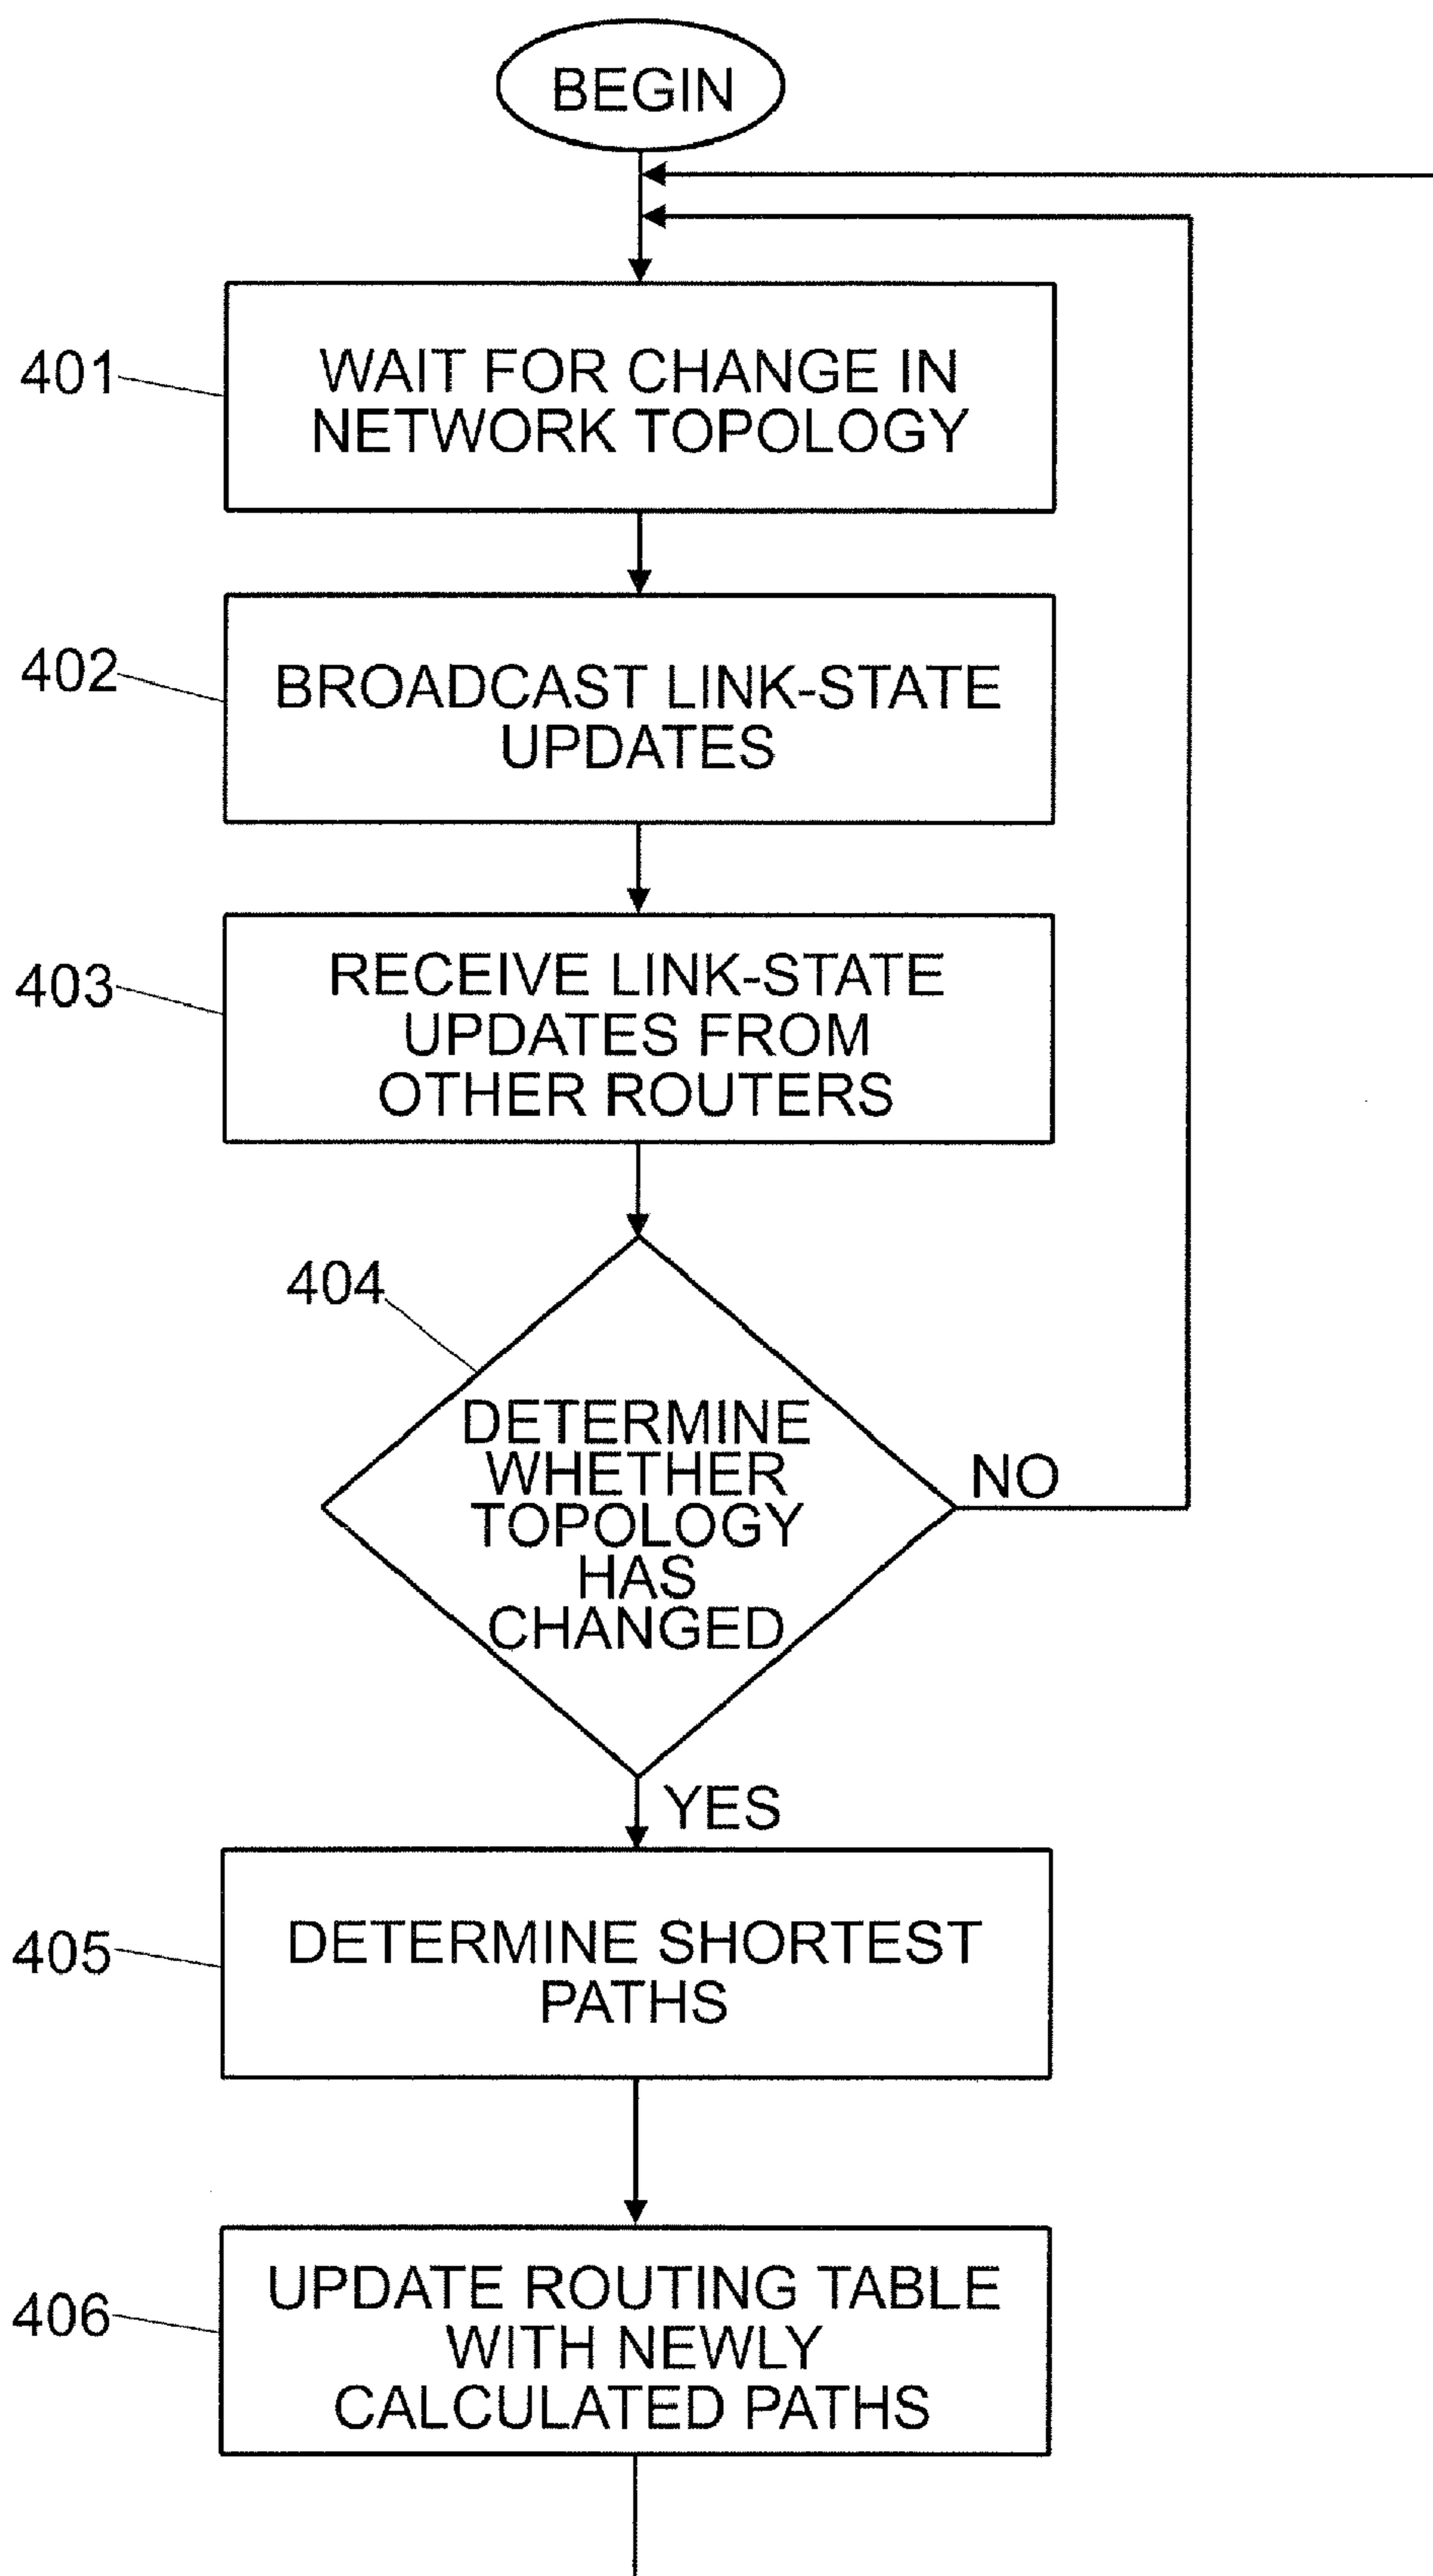 BEGIN
401
WAIT FOR CHANGE IN
NETWORK TOPOLOGY
402
BROADCAST LINK-STATE
UPDATES
403
RECEIVE LINK-STATE
UPDATES FROM
OTHER ROUTERS
404
DETERMINE
WHETHER
TOPOLOGY
HAS
CHANGED
NO
YES
405
DETERMINE SHORTEST
PATHS
406
UPDATE ROUTING TABLE
WITH NEWLY
CALCULATED PATHS